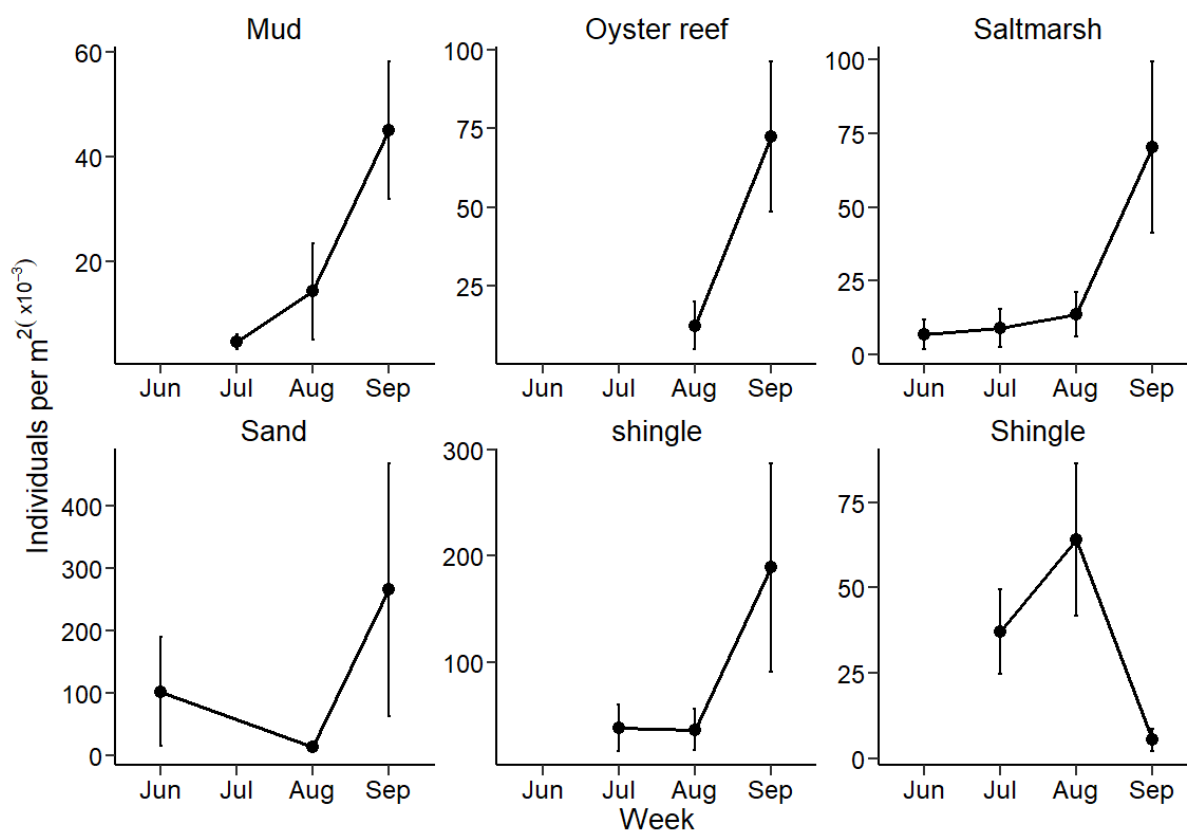 Mud Oyster reef Saltmarsh
60
40
20
Jun Jul Aug Sep
100
75
50
25
Jun Jul Aug Sep
100
75
50
25
0
Jun Jul Aug Sep
Individuals per m²⁽ ˣ¹⁰⁻³⁾
Sand shingle Shingle
400
300
200
100
0
Jun Jul Aug Sep
300
200
100
Jun Jul Aug Sep
75
50
25
0
Jun Jul Aug Sep
Week